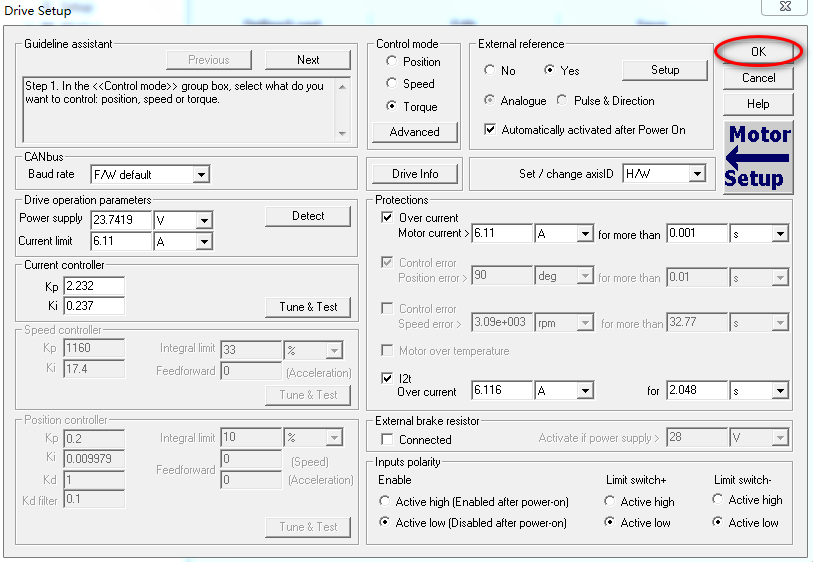 Drive Setup
Guideline assistant
Previous
Next
Step 1. In the <<Control mode>> group box, select what do you
want to control: position, speed or torque.
Control mode
Position
Speed
Torque
Advanced
External reference
No
Yes
Setup
Analogue
Pulse & Direction
Automatically activated after Power On
OK
Cancel
Help
Motor
Setup
CANbus
Baud rate
F/W default
Drive Info
Set / change axisID
H/W
Drive operation parameters
Power supply
23.7419
V
Detect
Current limit
6.11
A
Current controller
Kp
2.232
Ki
0.237
Tune & Test
Speed controller
Kp
1160
Integral limit
33
%
Ki
17.4
Feedforward
0
(Acceleration)
Tune & Test
Position controller
Kp
0.2
Integral limit
10
%
Ki
0.009979
0
(Speed)
Feedforward
Kd
1
0
(Acceleration)
Kd filter
0.1
Tune & Test
Protections
Over current
Motor current >
6.11
A
for more than
0.001
s
Control error
Position error >
90
deg
for more than
0.01
s
Control error
Speed error >
3.09e+003
rpm
for more than
32.77
s
Motor over temperature
I2t
Over current
6.116
A
for
2.048
s
External brake resistor
Connected
Activate if power supply >
28
V
Inputs polarity
Enable
Active high (Enabled after power-on)
Active low (Disabled after power-on)
Limit switch+
Active high
Active low
Limit switch-
Active high
Active low